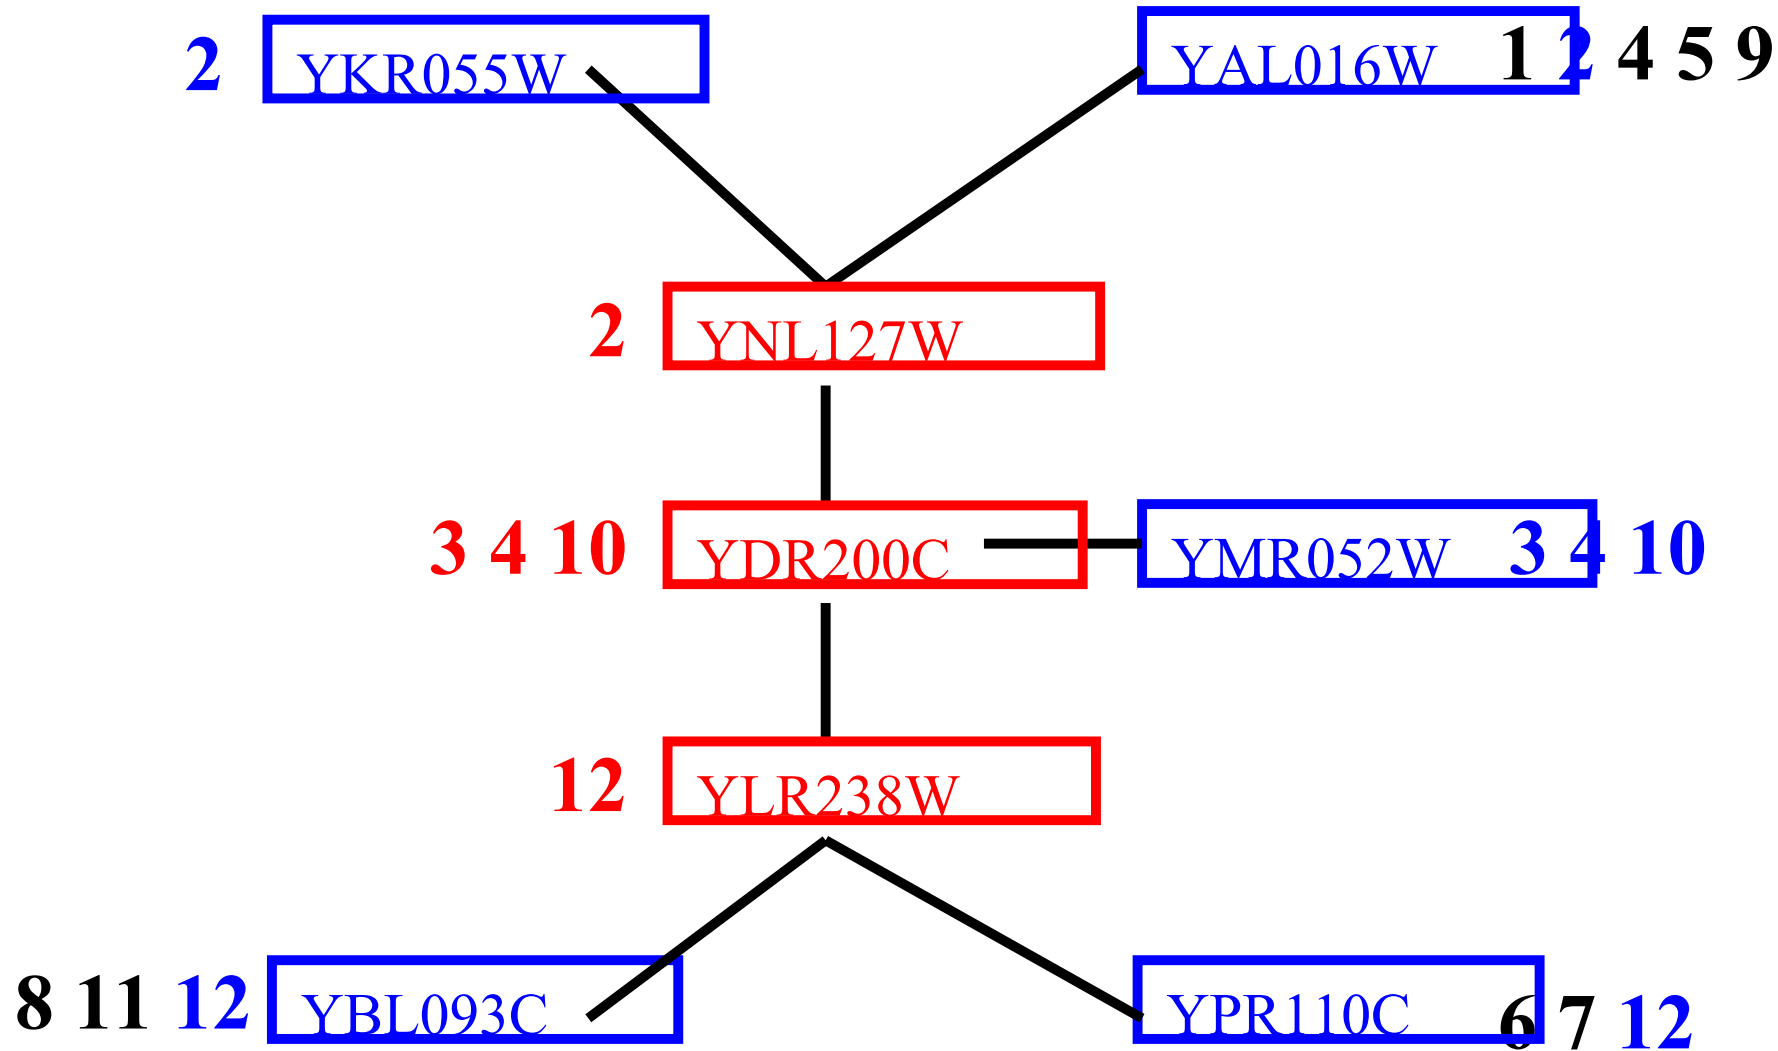 2 YKR055W YAL016W 1 2 4 5 9
2 YNL127W
3 4 10 YDR200C YMR052W 3 4 10
12 YLR238W
8 11 12 YBL093C YPR110C 6 7 12